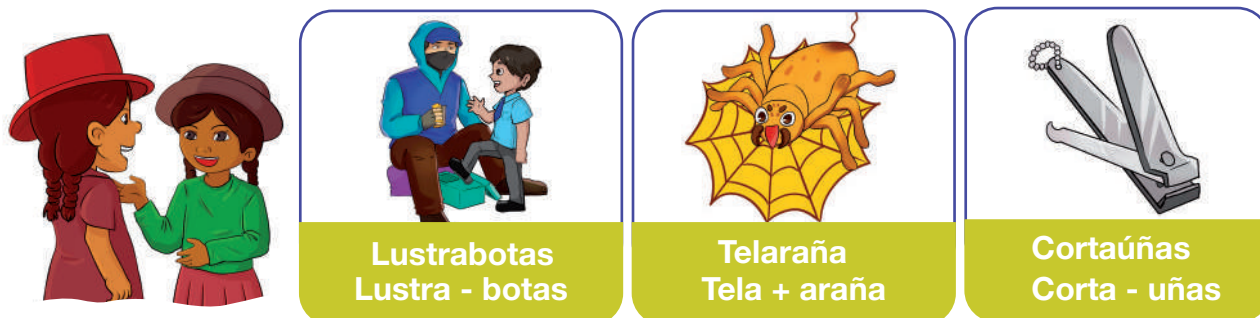 Lustrabotas
Lustra - botas
Telaraña
Tela + araña
Cortaúñas
Corta - uñas